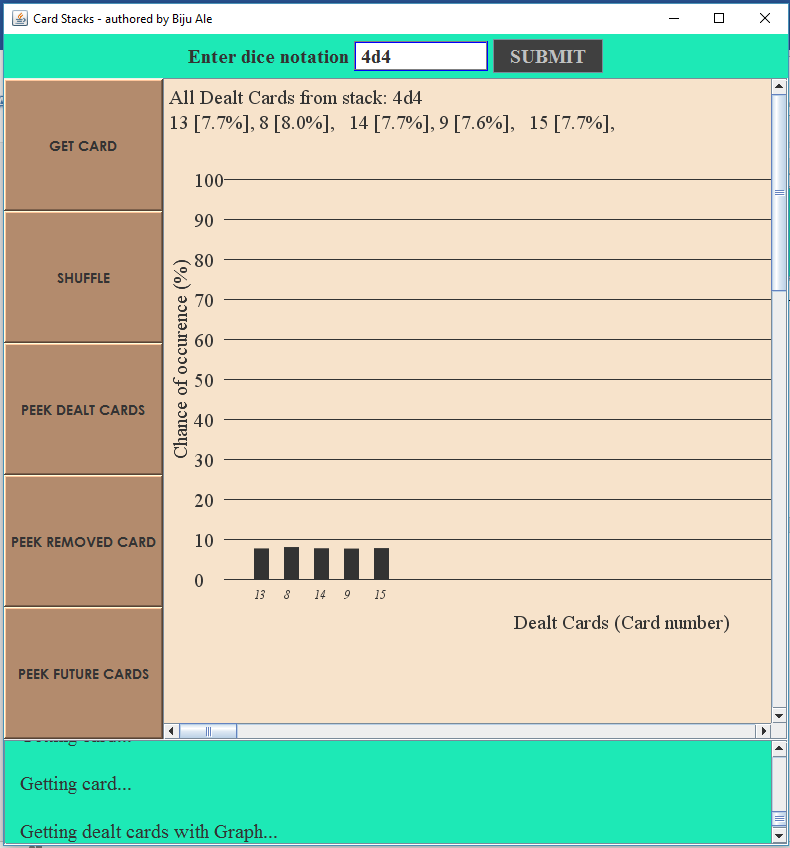 Card Stacks - authored by Biju Ale
Enter dice notation 4d4 SUBMIT
GET CARD
SHUFFLE
PEEK DEALT CARDS
PEEK REMOVED CARD
PEEK FUTURE CARDS
All Dealt Cards from stack: 4d4
13 [7.7%], 8 [8.0%], 14 [7.7%], 9 [7.6%], 15 [7.7%],
Chance of occurence (%)
100
90
80
70
60
50
40
30
20
10
0
13 8 14 9 15
Dealt Cards (Card number)
Getting card...
Getting card...
Getting dealt cards with Graph...